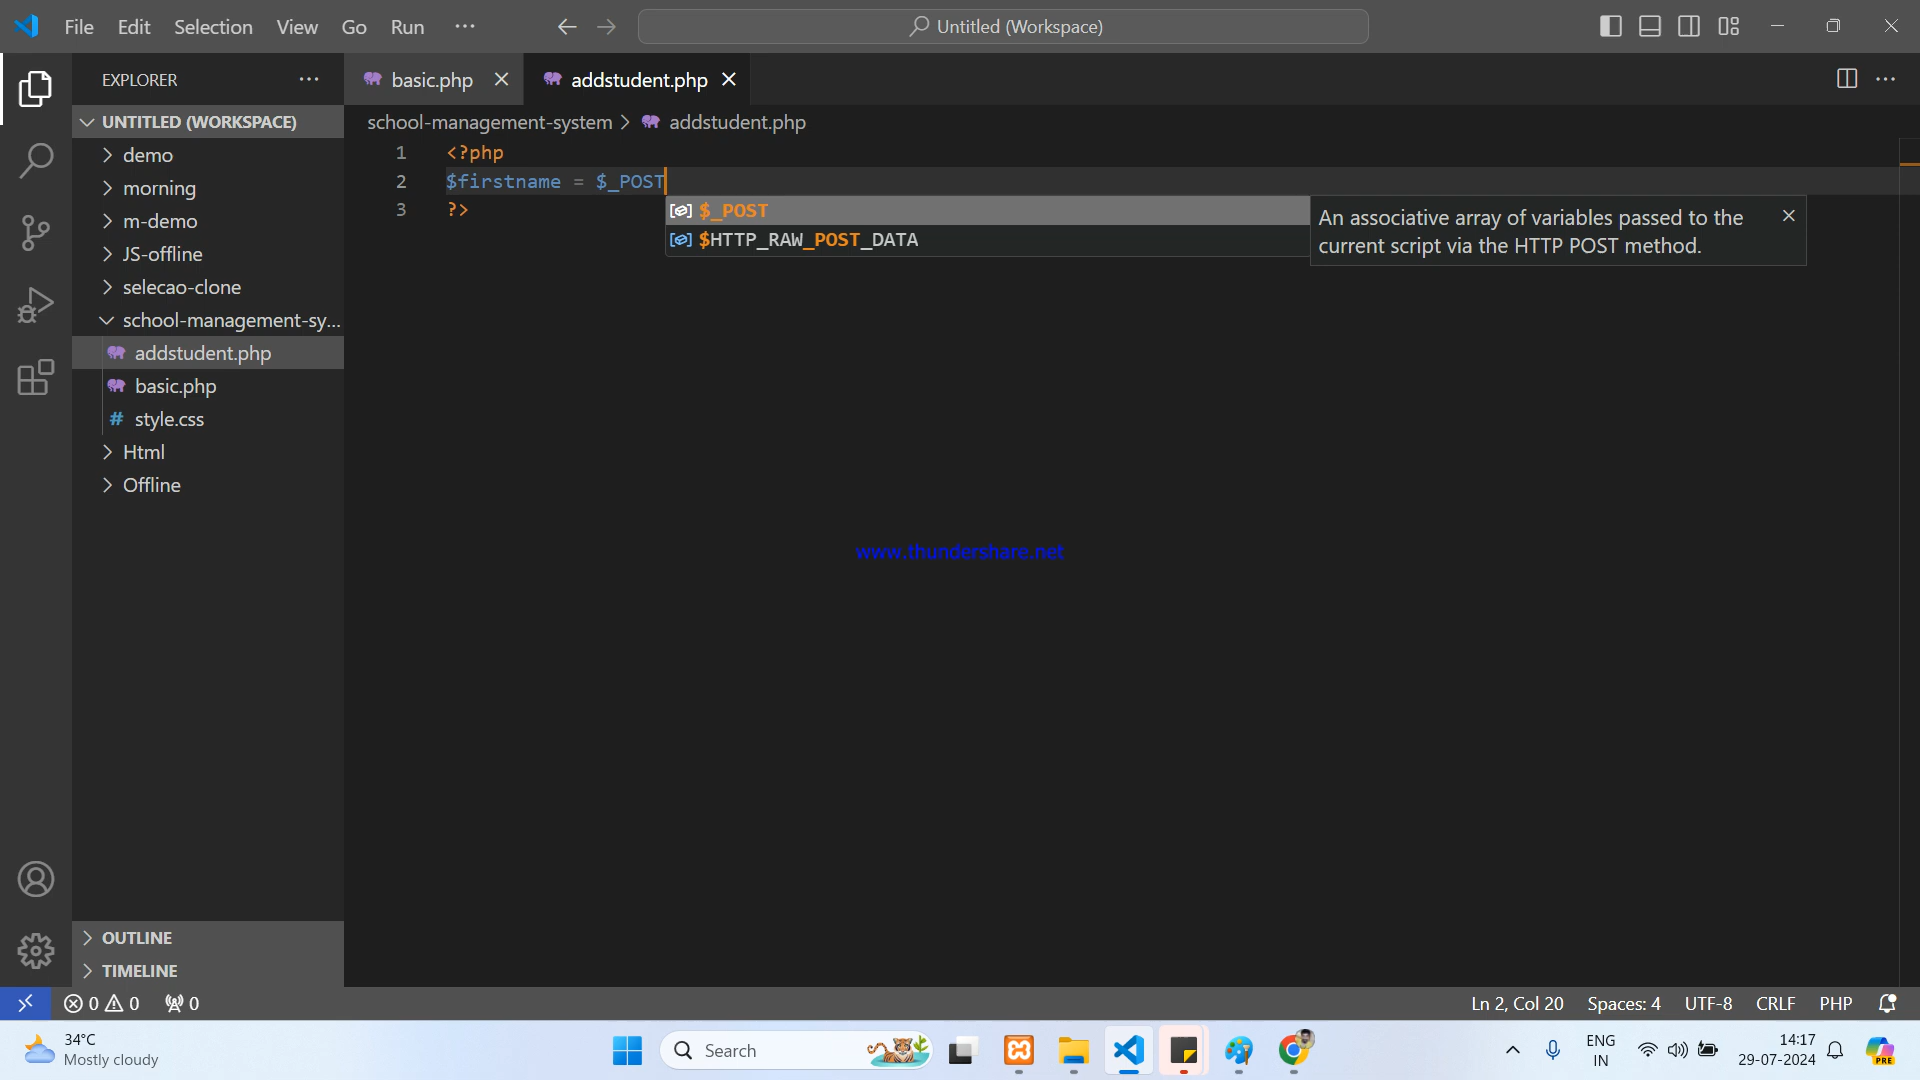 File Edit Selection View Go Run ···
Untitled (Workspace)
EXPLORER ···
basic.php
addstudent.php
UNTITLED (WORKSPACE)
school-management-system > addstudent.php
demo
morning
m-demo
JS-offline
selecao-clone
school-management-sy...
addstudent.php
basic.php
# style.css
Html
Offline
1 <?php
2 $firstname = $_POST
3 ?>
$_POST
$HTTP_RAW_POST_DATA
An associative array of variables passed to the
current script via the HTTP POST method.
www.thundershare.net
OUTLINE
TIMELINE
0 0 0
Ln 2, Col 20 Spaces: 4 UTF-8 CRLF PHP
34°C
Mostly cloudy
Search
ENG
IN
14:17
29-07-2024
PRE